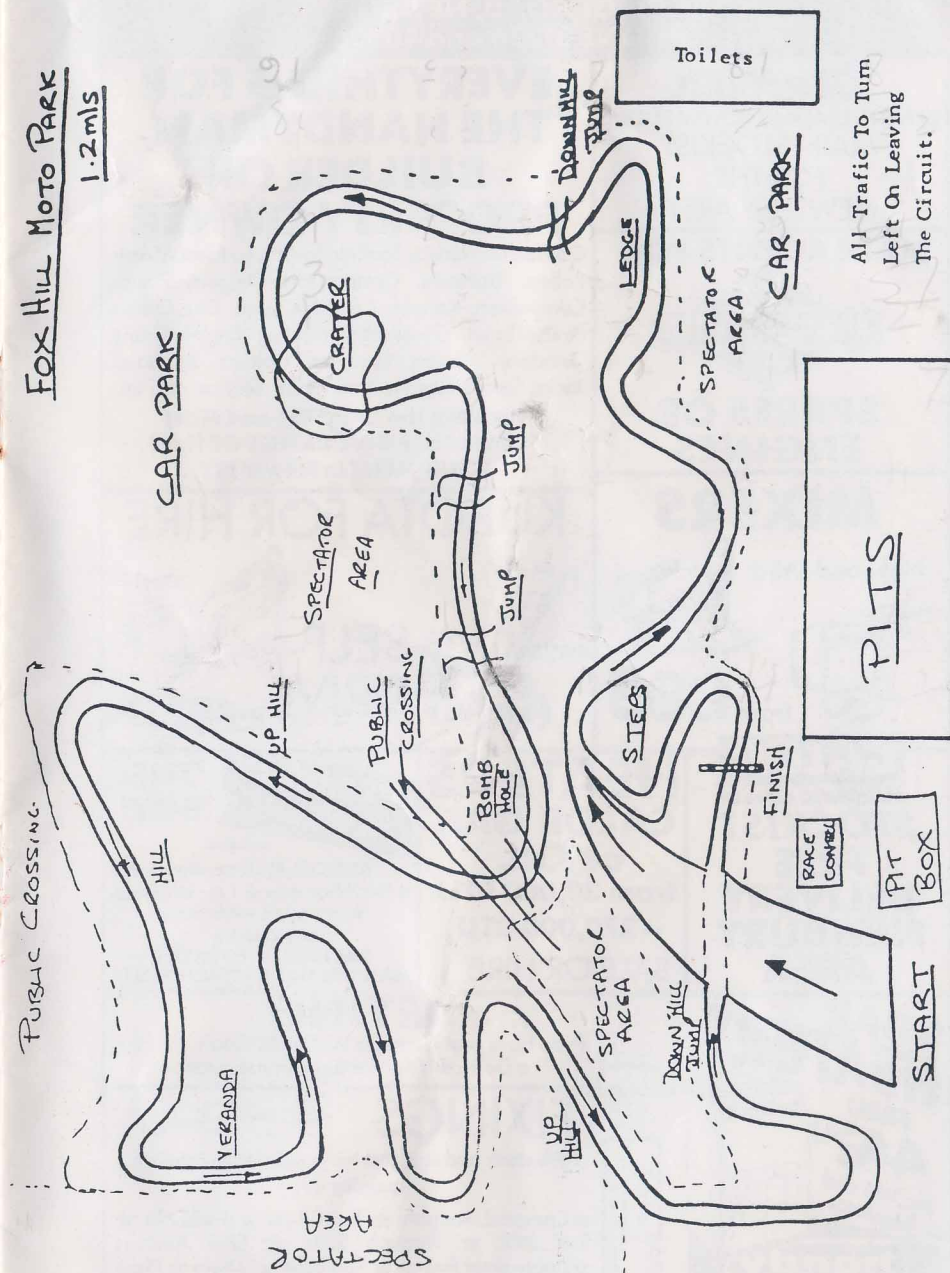 PUBLIC CROSSING
FOX HILL MOTO PARK
1.2mls
HILL
CAR PARK
VERANDA
UP HILL
SPECTATOR
AREA
CRATER
SPECTATOR
AREA
PUBLIC
CROSSING
BOMB
HOLE
JUMP
JUMP
DOWN HILL
JUMP
UP
HILL
SPECTATOR
AREA
LEDGE
STEPS
Toilets
DOWN HILL
JUMP
SPECTATOR
AREA
FINISH
CAR PARK
RACE
CONTROL
All Trafic To Turn
Left On Leaving
The Circuit.
PITS
PIT
BOX
START